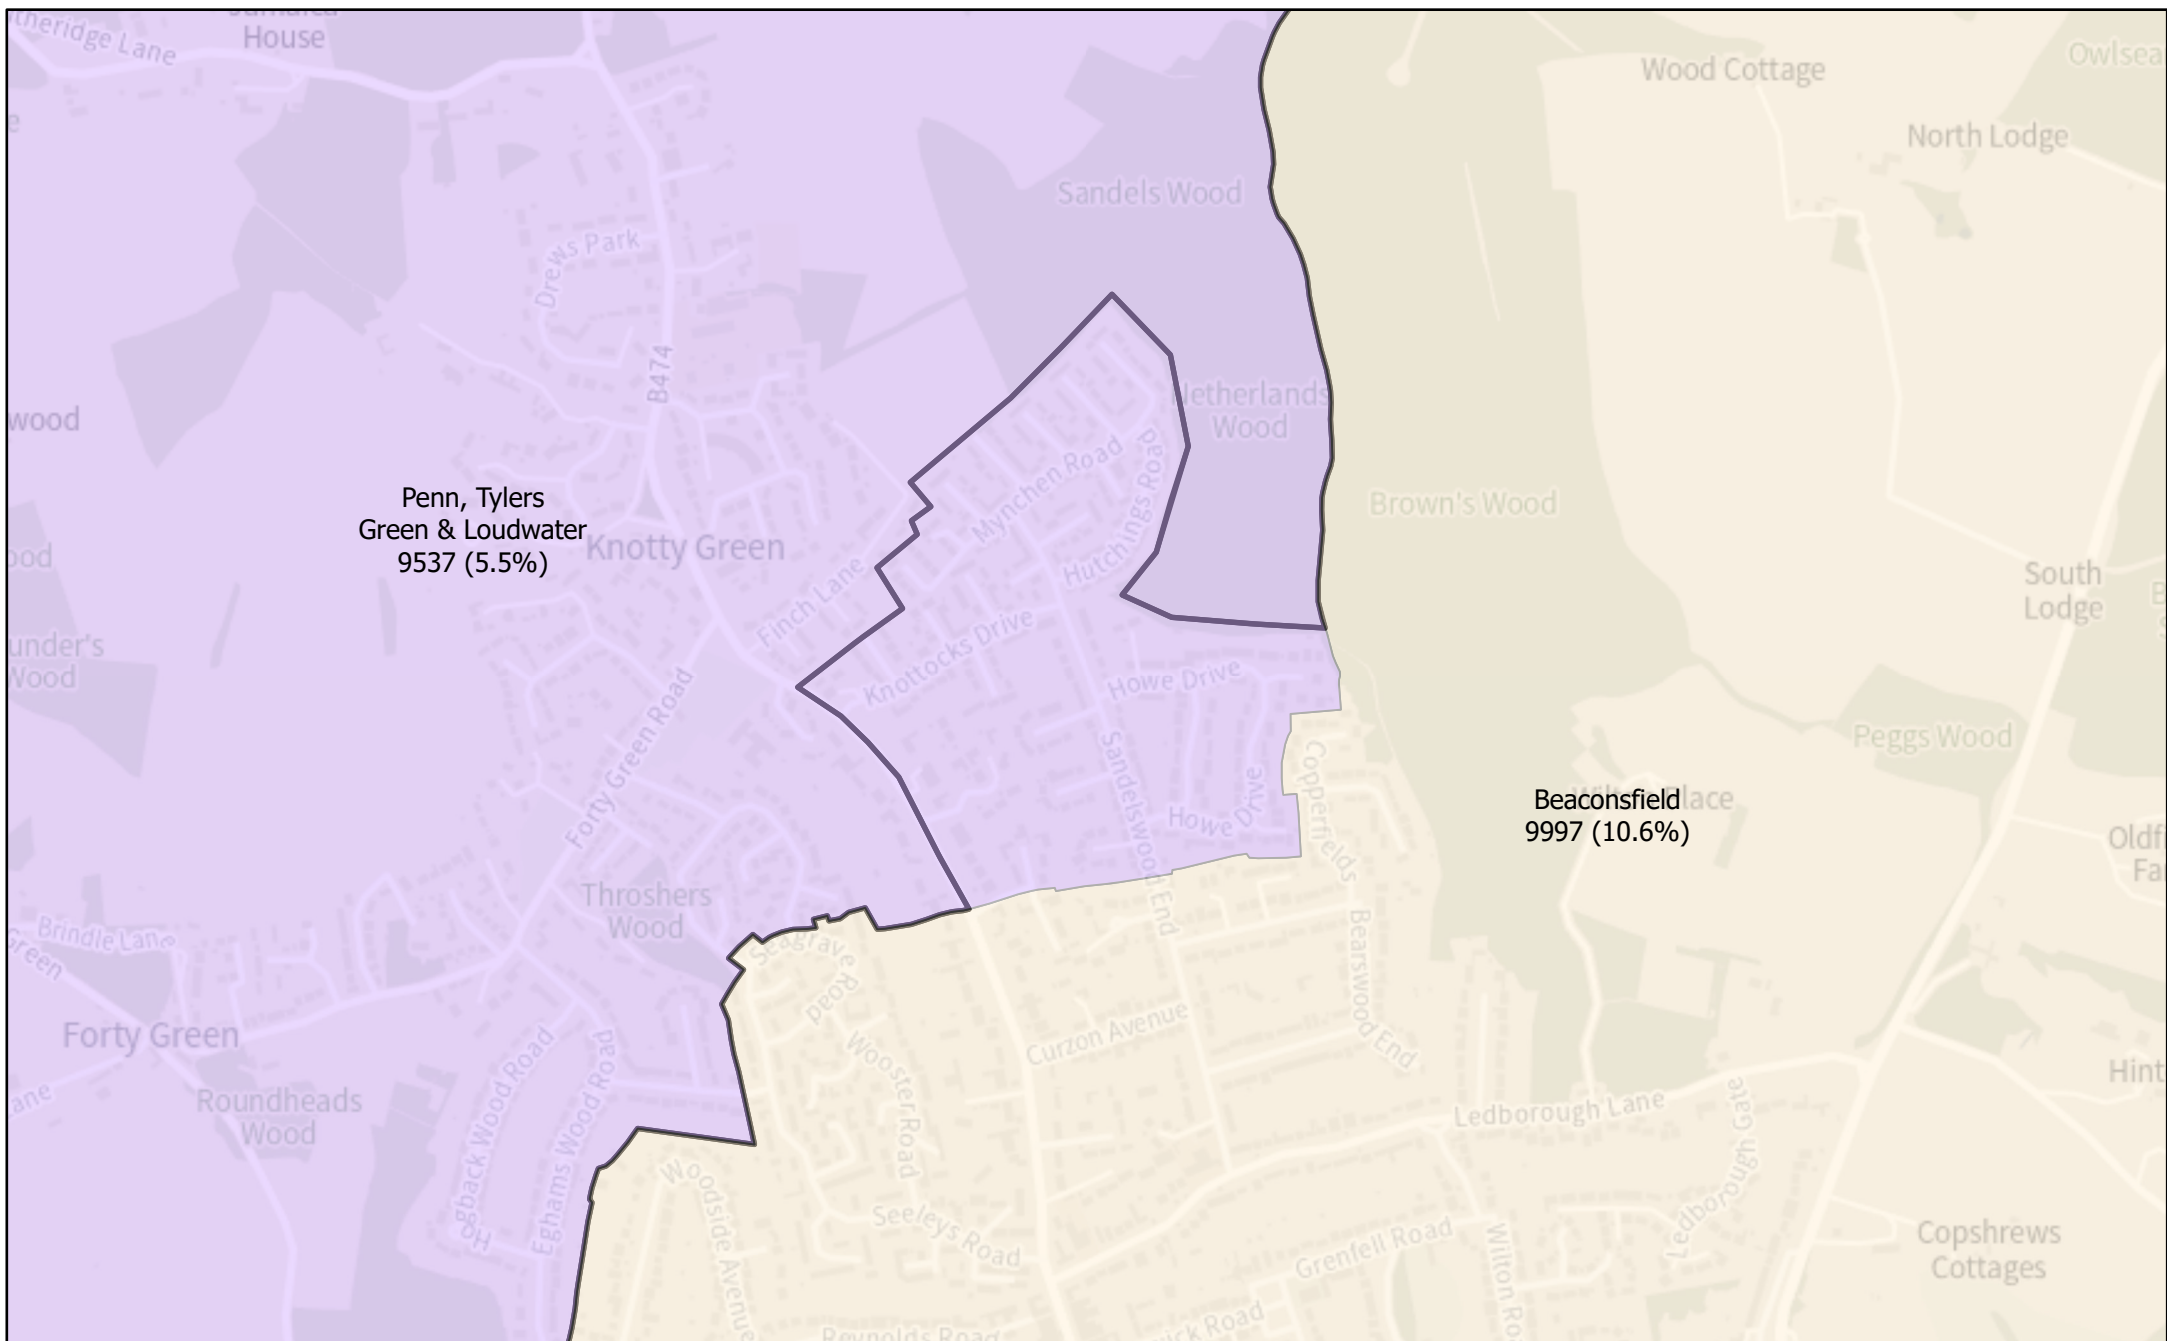 House
Wood Cottage
North Lodge
Sandels Wood
Drews Park
B474
Netherlands
Wood
wood
Mynchen Road
Hutchings Road
Brown's Wood
Penn, Tylers
Green & Loudwater
9537 (5.5%)
Knotty Green
South
Lodge
Finch Lane
Knottocks Drive
Howe Drive
Wood
Forty Green Road
Sandelswood End
Copperfields
Peggs Wood
Beaconsfield
9997 (10.6%)
Howe Drive
Throshers
Wood
Brindle Lane
Green
Seagrave
Road
Bearswood End
Forty Green
Curzon Avenue
Wooster Road
Roundheads
Wood
Ledborough Lane
Ledborough Gate
Hogback Wood Road
Eghams Wood Road
Woodside Avenue
Seeleys Road
Grenfell Road
Copshrews
Cottages
Reynolds Road
Road